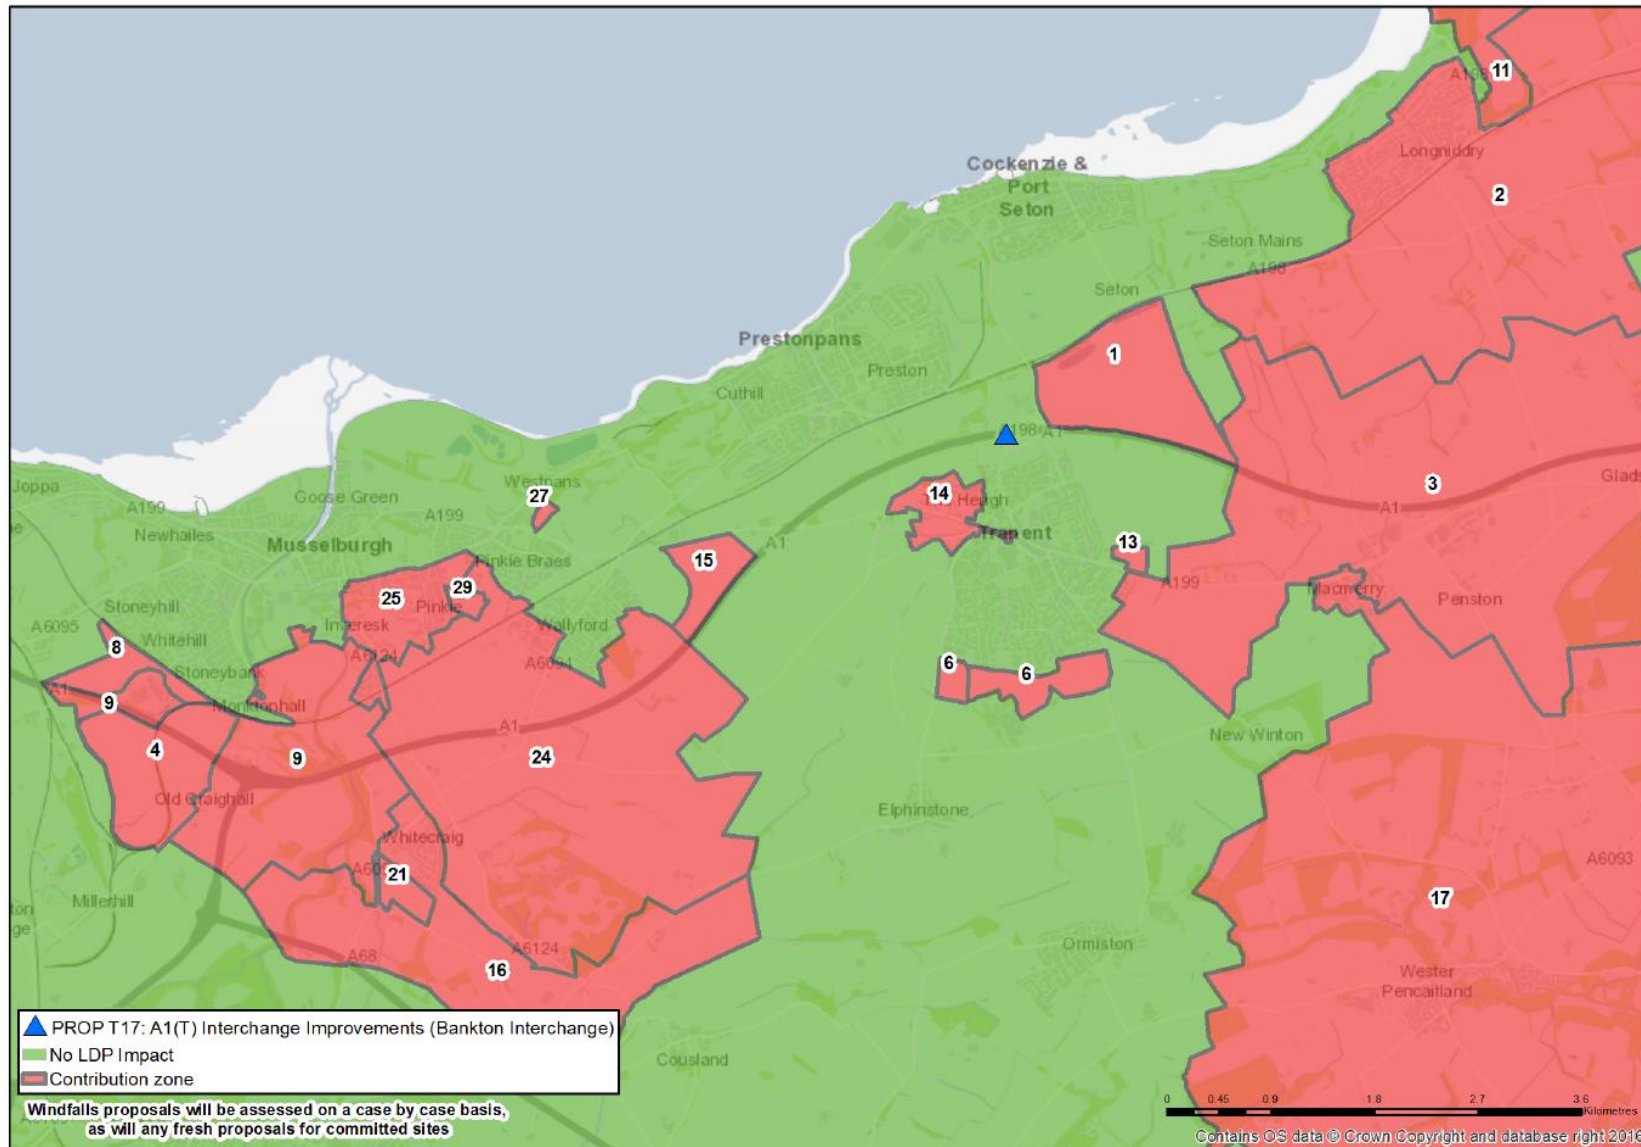 11
A198
Longniddry
Cockenzie &
Port
Seton
2
Seton Mains
A198
Seton
Prestonpans
1
Preston
Cuthill
A198
A1
3
A1
14
Tranent
13
A199
Macmerry
Penston
Joppa
A199
Newhailes
Goose Green
A199
Musselburgh
Westpans
27
Pinkie Braes
A1
15
25
29
Pinkie
Inveresk
Wallyford
A6094
A6124
Stoneyhill
A6095
Whitehill
8
Stoneybank
A1
9
Monktonhall
4
9
A1
24
Old Craighall
6
6
New Winton
Elphinstone
Whitecraig
21
Millerhill
A6093
17
Ormiston
Wester
Pencaitland
A6124
A68
16
Cousland
PROP T17: A1(T) Interchange Improvements (Bankton Interchange)
No LDP Impact
Contribution zone
Windfalls proposals will be assessed on a case by case basis,
as will any fresh proposals for committed sites
0 0.45 0.9 1.8 2.7 3.6
Kilometres
Contains OS data © Crown Copyright and database right 2016